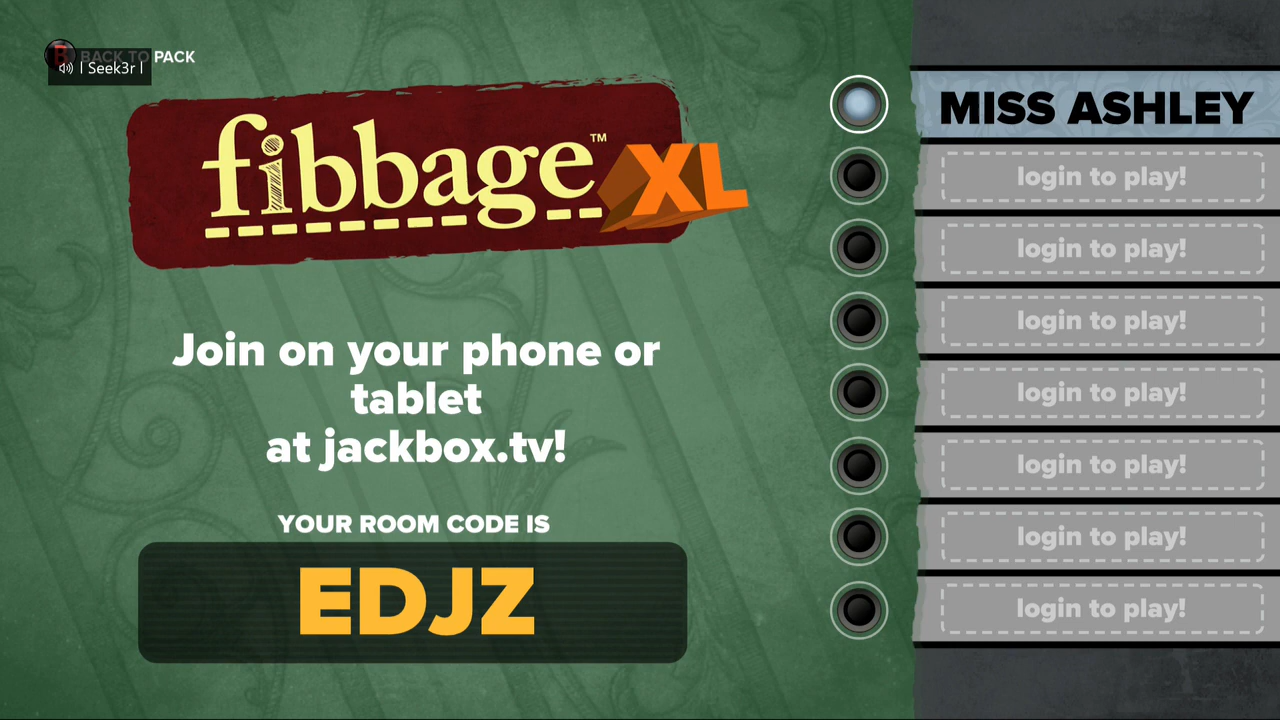 B BACK TO PACK
l Seek3r l
fibbage™ XL
Join on your phone or
tablet
at jackbox.tv!
YOUR ROOM CODE IS
EDJZ
MISS ASHLEY
login to play!
login to play!
login to play!
login to play!
login to play!
login to play!
login to play!